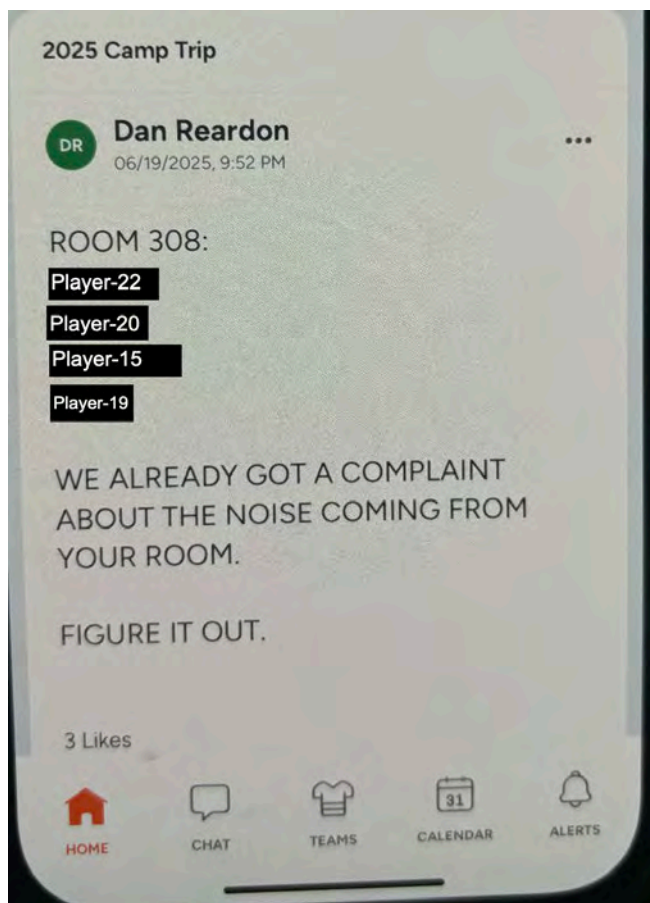 2025 Camp Trip
DR
Dan Reardon
...
06/19/2025, 9:52 PM
ROOM 308:
Player-22
Player-20
Player-15
Player-19
WE ALREADY GOT A COMPLAINT
ABOUT THE NOISE COMING FROM
YOUR ROOM.
FIGURE IT OUT.
3 Likes
31
HOME
CHAT
TEAMS
CALENDAR
ALERTS